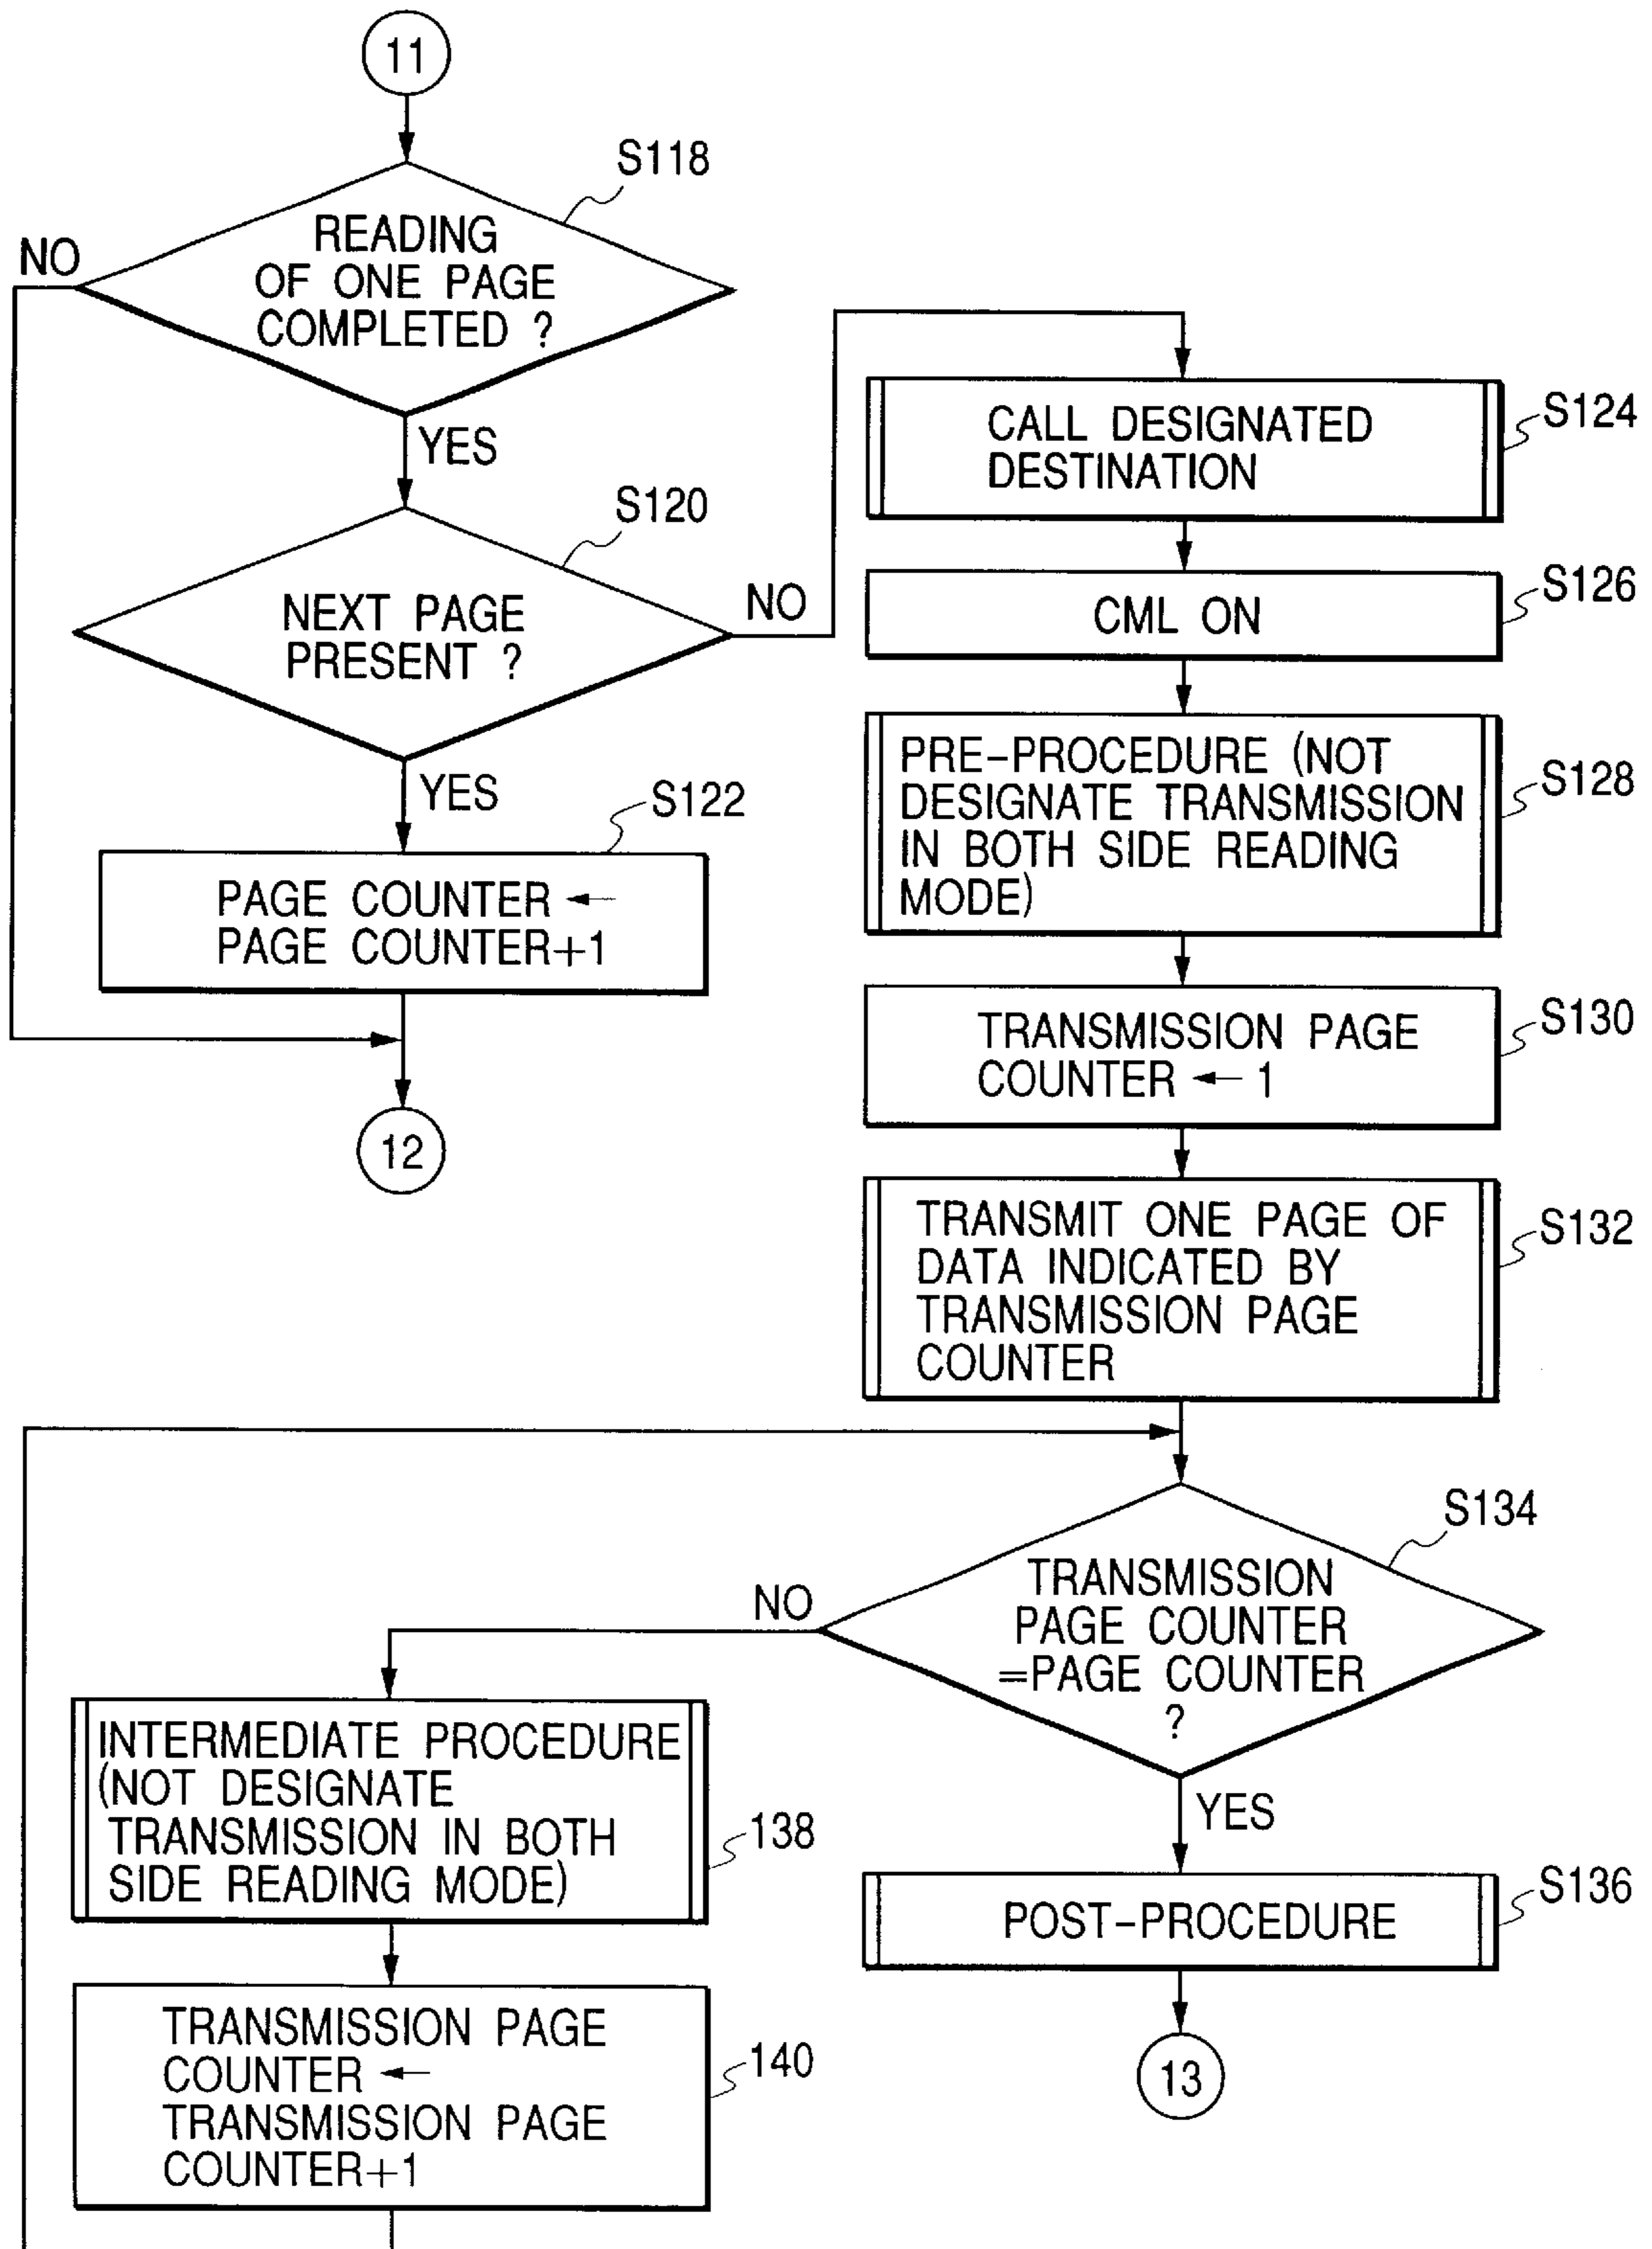 11
S118
READING
OF ONE PAGE
COMPLETED ?
NO
YES
S120
NEXT PAGE
PRESENT ?
NO
YES
S122
PAGE COUNTER ←
PAGE COUNTER+1
12
CALL DESIGNATED
DESTINATION
S124
CML ON
S126
PRE-PROCEDURE (NOT
DESIGNATE TRANSMISSION
IN BOTH SIDE READING
MODE)
S128
TRANSMISSION PAGE
COUNTER ← 1
S130
TRANSMIT ONE PAGE OF
DATA INDICATED BY
TRANSMISSION PAGE
COUNTER
S132
S134
TRANSMISSION
PAGE COUNTER
=PAGE COUNTER
?
NO
YES
INTERMEDIATE PROCEDURE
(NOT DESIGNATE
TRANSMISSION IN BOTH
SIDE READING MODE)
138
TRANSMISSION PAGE
COUNTER ←
TRANSMISSION PAGE
COUNTER+1
140
POST-PROCEDURE
S136
13